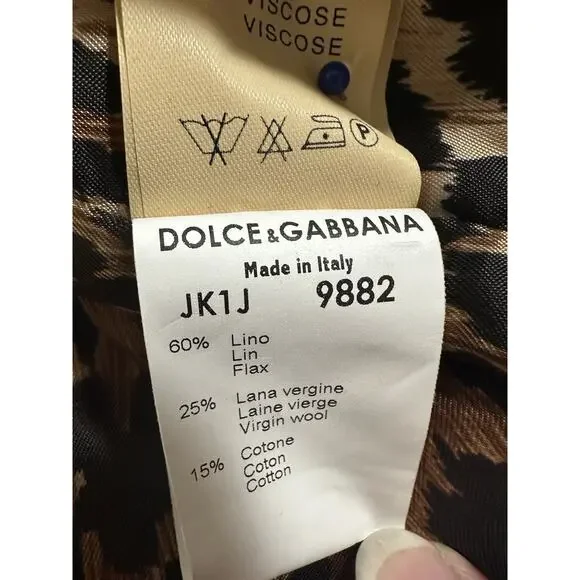 VISCOSE
VISCOSE
P
DOLCE&GABBANA
Made in Italy
JK1J 9882
60% Lino
Lin
Flax
25% Lana vergine
Laine vierge
Virgin wool
15% Cotone
Coton
Cotton